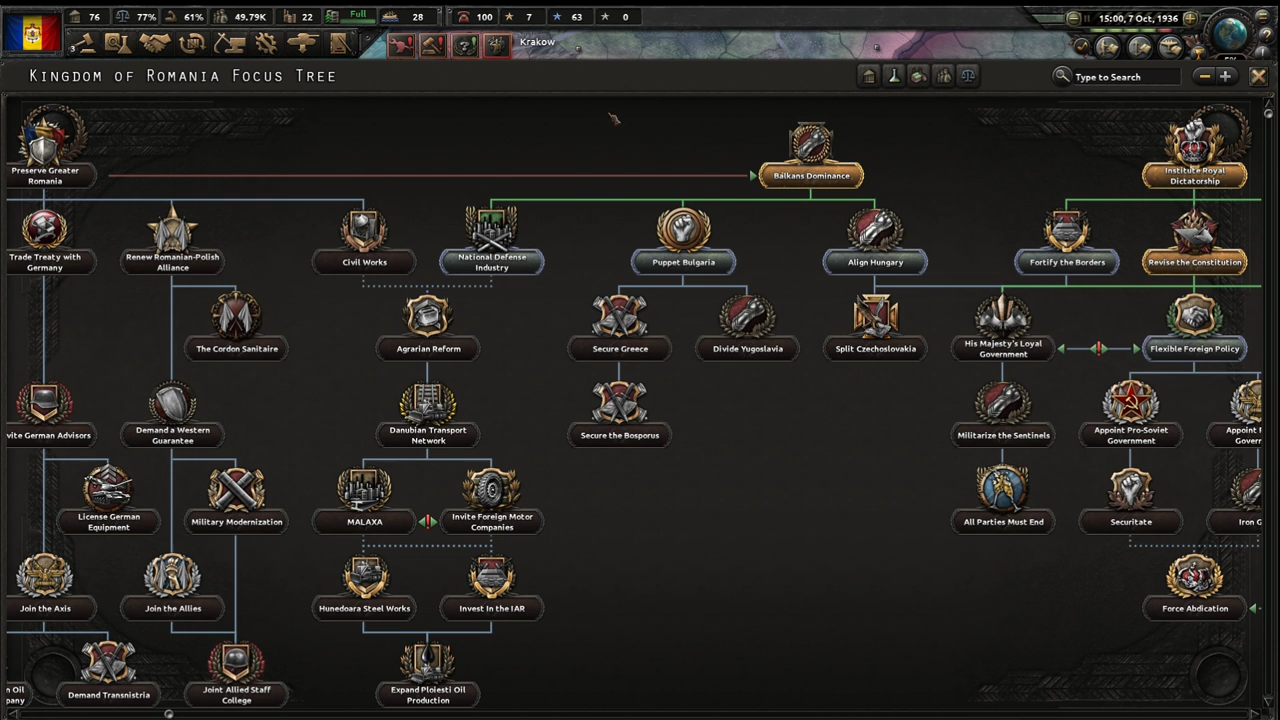 76
77%
61%
49.79K
22
Full
28
100
7
63
0
15:00, 7 Oct, 1936
3
Krakow
Kingdom of Romania Focus Tree
Type to Search
Preserve Greater
Romania
Balkans Dominance
Institute Royal
Dictatorship
Trade Treaty with
Germany
Renew Romanian-Polish
Alliance
Civil Works
National Defense
Industry
Puppet Bulgaria
Align Hungary
Fortify the Borders
Revise the Constitution
The Cordon Sanitaire
Agrarian Reform
Secure Greece
Divide Yugoslavia
Split Czechoslovakia
His Majesty's Loyal
Government
Flexible Foreign Policy
vite German Advisors
Demand a Western
Guarantee
Danubian Transport
Network
Secure the Bosporus
Militarize the Sentinels
Appoint Pro-Soviet
Government
Appoint F
Govern
License German
Equipment
Military Modernization
MALAXA
Invite Foreign Motor
Companies
All Parties Must End
Securitate
Iron G
Join the Axis
Join the Allies
Hunedoara Steel Works
Invest In the IAR
Force Abdication
n Oil
pany
Demand Transnistria
Joint Allied Staff
College
Expand Ploiesti Oil
Production